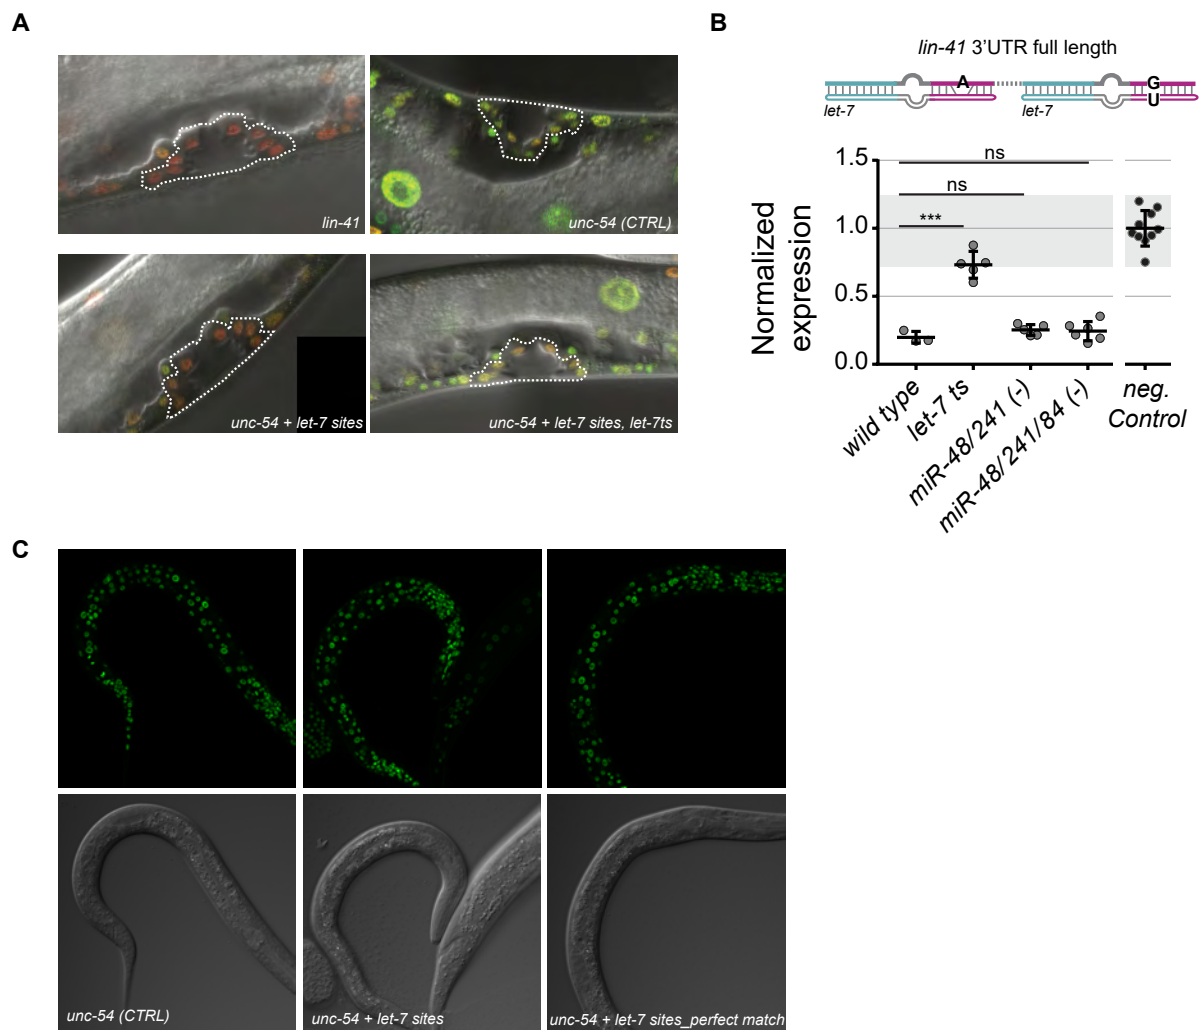 A
lin-41
unc-54 (CTRL)
unc-54 + let-7 sites
unc-54 + let-7 sites, let-7ts
B
lin-41 3'UTR full length
A
G
U
let-7
let-7
Normalized
expression
1.5
1.0
0.5
0.0
ns
ns
***
wild type
let-7 ts
miR-48/241 (-)
miR-48/241/84 (-)
neg.
Control
C
unc-54 (CTRL)
unc-54 + let-7 sites
unc-54 + let-7 sites_perfect match